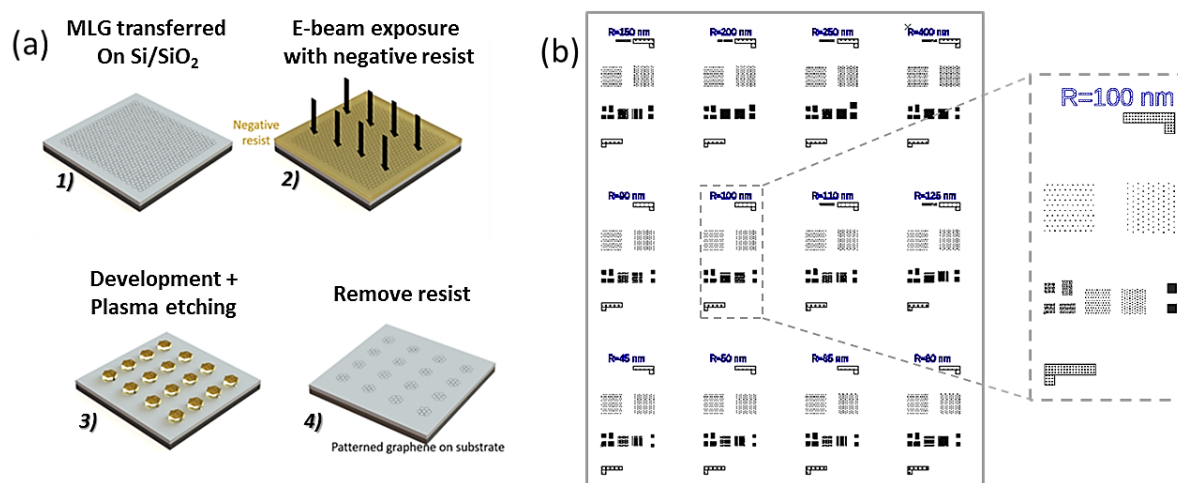 (a)
MLG transferred
On Si/SiO₂
E-beam exposure
with negative resist
Negative
resist
1)
2)
Development +
Plasma etching
Remove resist
3)
4)
Patterned graphene on substrate
(b)
R=150 nm
R=200 nm
R=250 nm
R=400 nm
R=90 nm
R=100 nm
R=110 nm
R=125 nm
R=45 nm
R=50 nm
R=65 nm
R=80 nm
R=100 nm